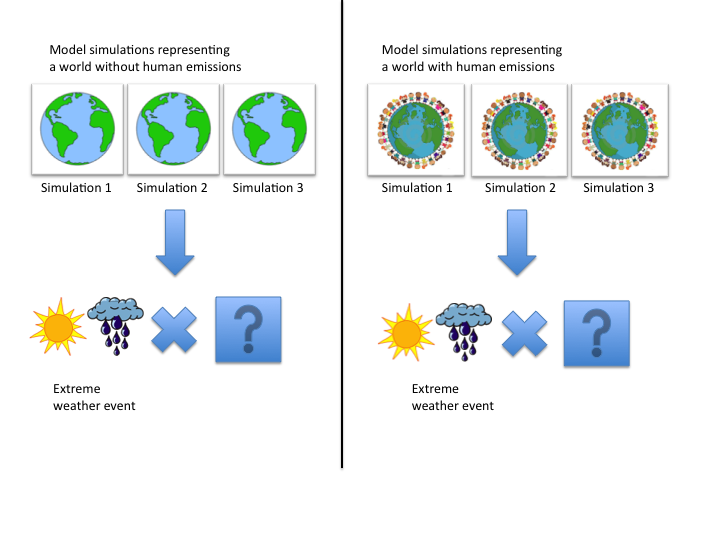 Model simulations representing
a world without human emissions
Simulation 1
Simulation 2
Simulation 3
?
Extreme
weather event
Model simulations representing
a world with human emissions
Simulation 1
Simulation 2
Simulation 3
?
Extreme
weather event